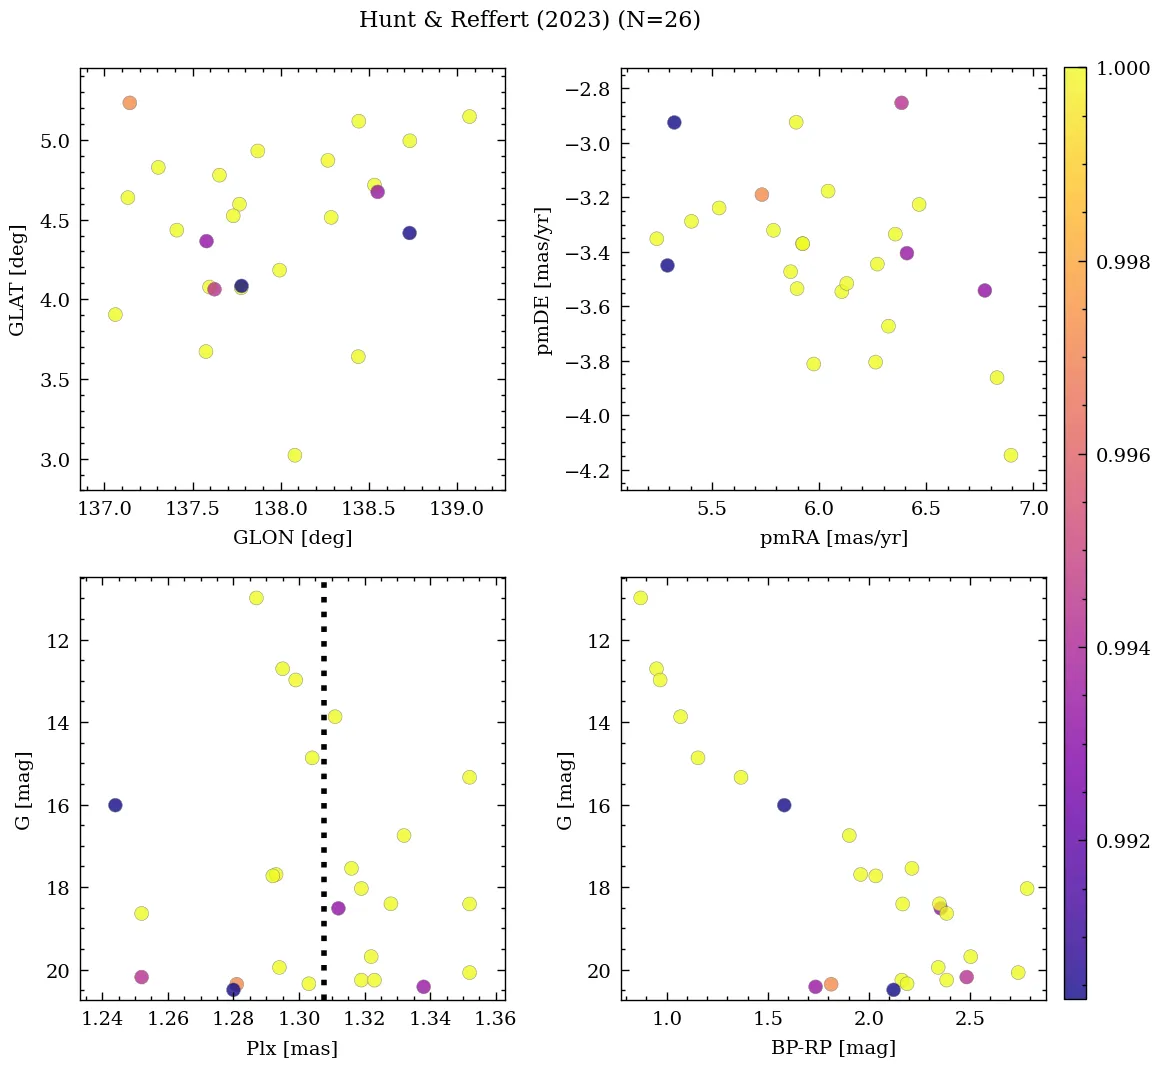 Hunt & Reffert (2023) (N=26)
5.0
4.5
4.0
3.5
3.0
GLAT [deg]
137.0 137.5 138.0 138.5 139.0
GLON [deg]
−2.8
−3.0
−3.2
−3.4
−3.6
−3.8
−4.0
−4.2
pmDE [mas/yr]
5.5 6.0 6.5 7.0
pmRA [mas/yr]
12
14
16
18
20
G [mag]
1.24 1.26 1.28 1.30 1.32 1.34 1.36
Plx [mas]
12
14
16
18
20
G [mag]
1.0 1.5 2.0 2.5
BP-RP [mag]
1.000
0.998
0.996
0.994
0.992